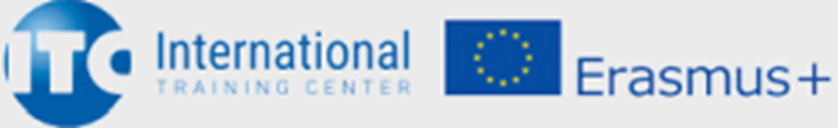 ITC
International
TRAINING CENTER
Erasmus+